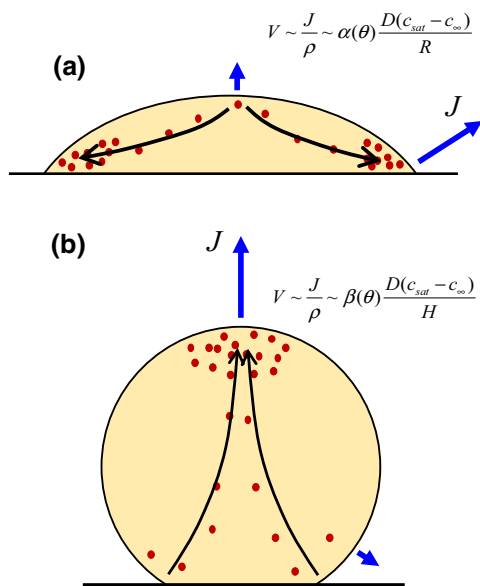 V ~ J/ρ ~ α(θ) D(c_sat − c_∞)/R
(a)
J
(b)
J
V ~ J/ρ ~ β(θ) D(c_sat − c_∞)/H